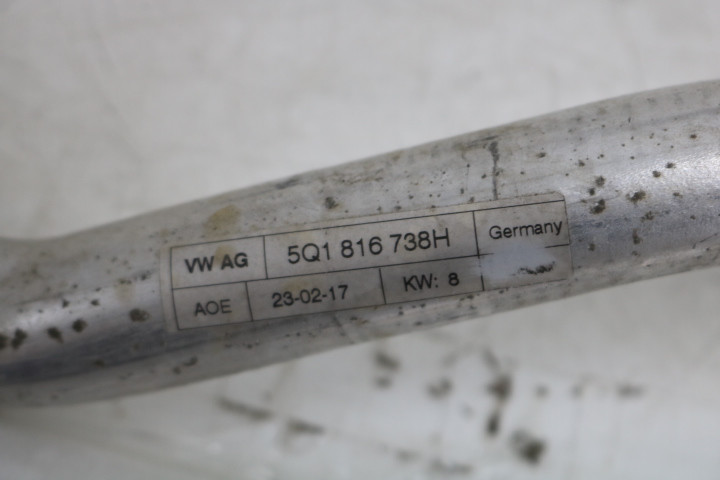 VW AG 5Q1 816 738H Germany
AOE 23-02-17 KW: 8